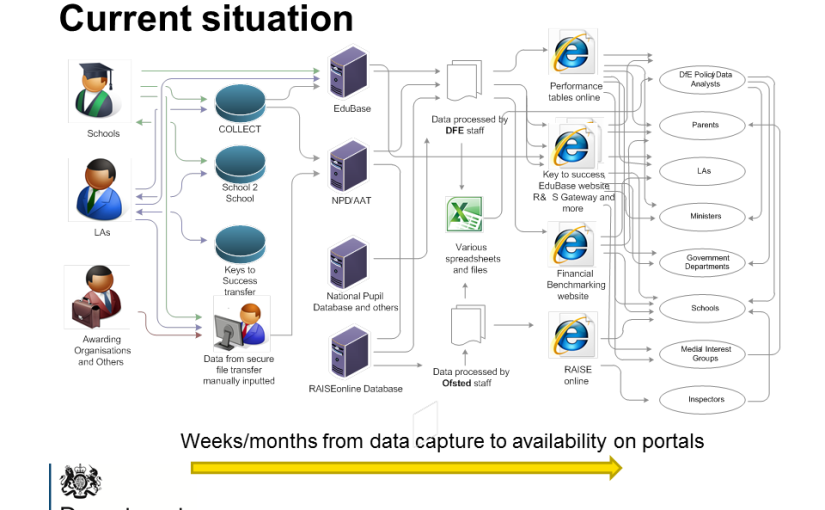 Current situation
Schools
LAs
Awarding
Organisations
and Others
COLLECT
School 2
School
Keys to
Success
transfer
Data from secure
file transfer
manually inputted
EduBase
NPD/AAT
National Pupil
Database and others
RAISEonline Database
Data processed by
DFE staff
Various
spreadsheets
and files
Data processed by
Ofsted staff
Performance
tables online
Key to success,
EduBase website
R& S Gateway and
more
Financial
Benchmarking
website
RAISE
online
DfE Policy/Data
Analysts
Parents
LAs
Ministers
Government
Departments
Schools
Medial Interest
Groups
Inspectors
Weeks/months from data capture to availability on portals